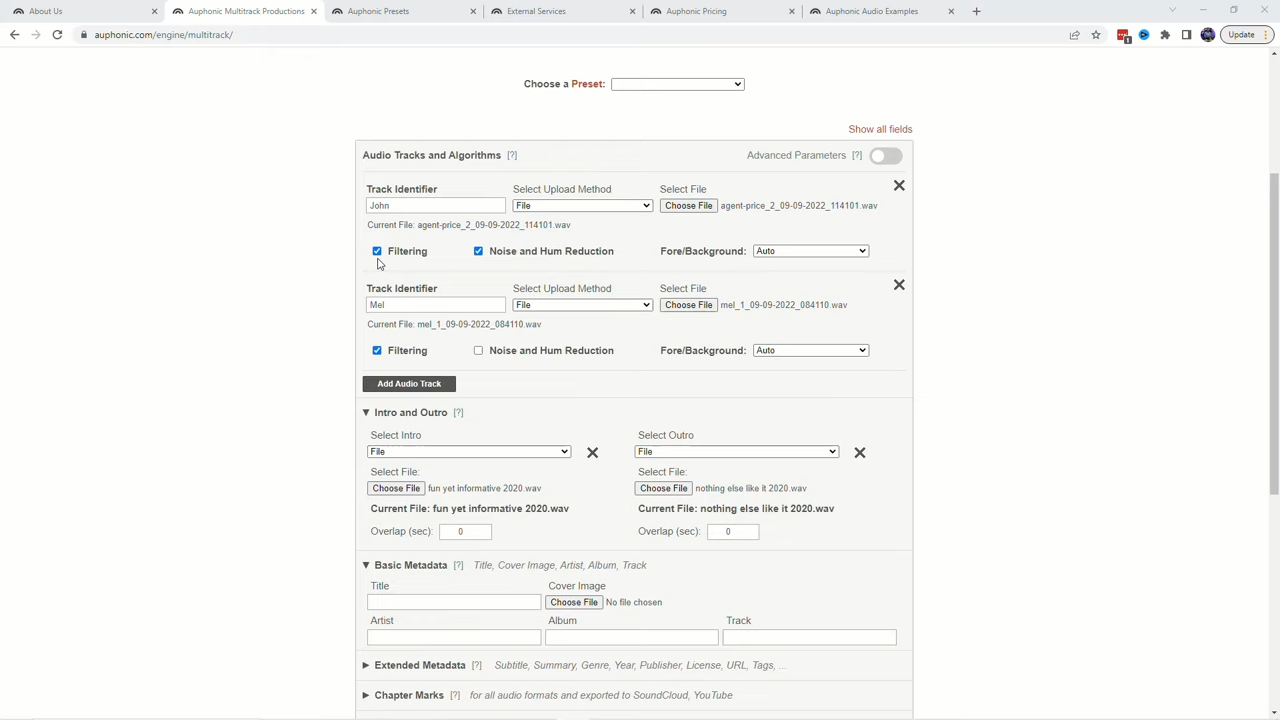 About Us
Auphonic Multitrack Productions
Auphonic Presets
External Services
Auphonic Pricing
Auphonic Audio Examples
auphonic.com/engine/multitrack/
1
Update
Choose a Preset:
Show all fields
Audio Tracks and Algorithms [?]
Advanced Parameters [?]
Track Identifier Select Upload Method Select File
John File Choose File agent-price_2_09-09-2022_114101.wav
Current File: agent-price_2_09-09-2022_114101.wav
Filtering Noise and Hum Reduction Fore/Background: Auto
Track Identifier Select Upload Method Select File
Mel File Choose File mel_1_09-09-2022_084110.wav
Current File: mel_1_09-09-2022_084110.wav
Filtering Noise and Hum Reduction Fore/Background: Auto
Add Audio Track
Intro and Outro [?]
Select Intro Select Outro
File File
Select File: Select File:
Choose File fun yet informative 2020.wav Choose File nothing else like it 2020.wav
Current File: fun yet informative 2020.wav Current File: nothing else like it 2020.wav
Overlap (sec): 0 Overlap (sec): 0
Basic Metadata [?] Title, Cover Image, Artist, Album, Track
Title Cover Image
Choose File No file chosen
Artist Album Track
Extended Metadata [?] Subtitle, Summary, Genre, Year, Publisher, License, URL, Tags, ...
Chapter Marks [?] for all audio formats and exported to SoundCloud, YouTube